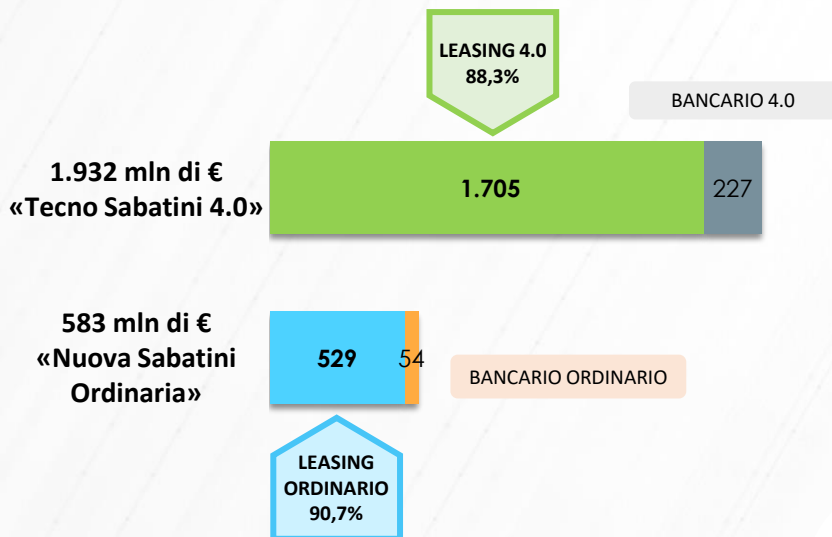 LEASING 4.0
88,3%
BANCARIO 4.0
1.932 mln di €
«Tecno Sabatini 4.0»
1.705
227
583 mln di €
«Nuova Sabatini
Ordinaria»
529
54
BANCARIO ORDINARIO
LEASING
ORDINARIO
90,7%